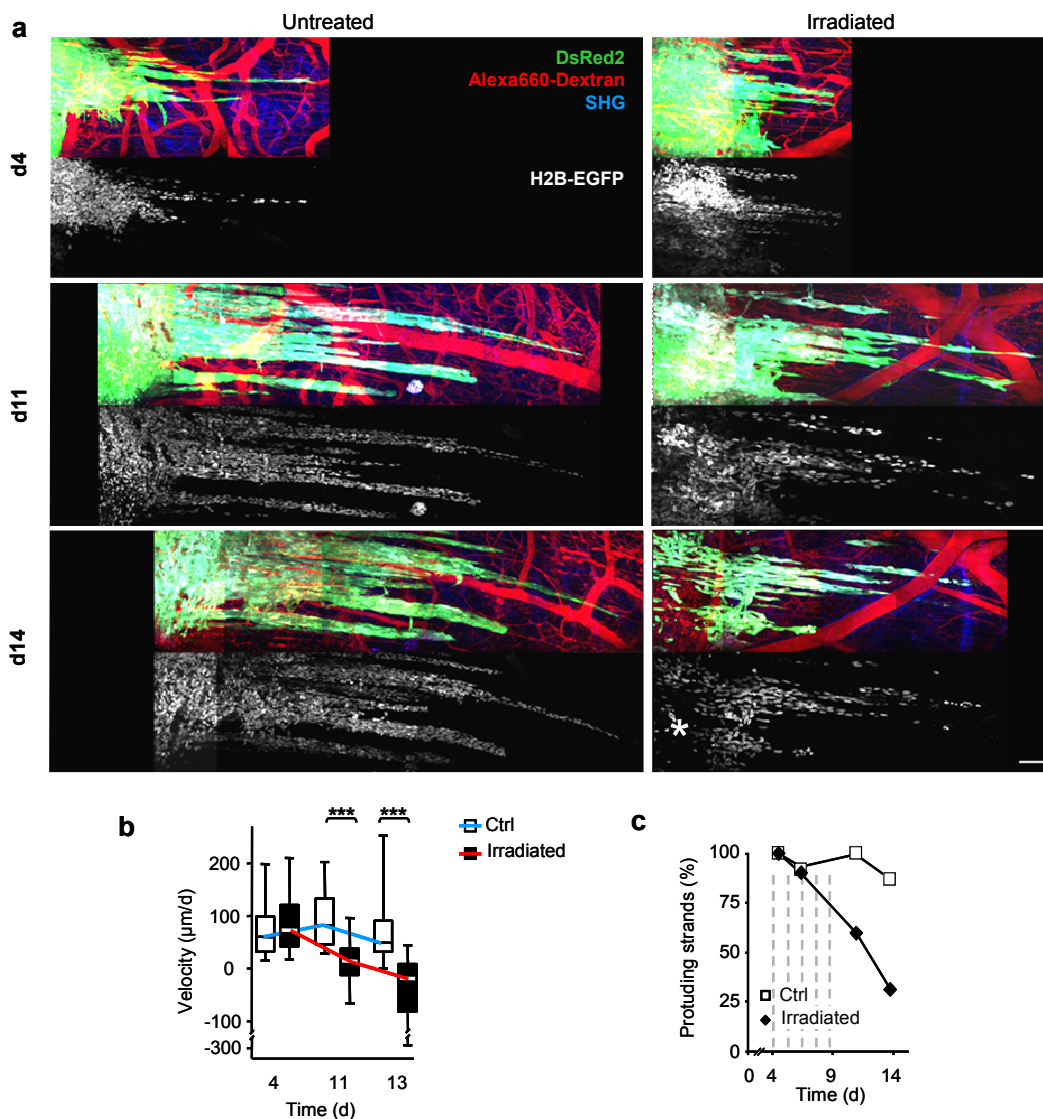 a
Untreated
Irradiated
DsRed2
Alexa660-Dextran
SHG
H2B-EGFP
d4
d11
d14
*
b
*** ***
Ctrl
Irradiated
200
100
0
-100
-300
Velocity (µm/d)
4 11 13
Time (d)
c
100
75
50
25
0
Protuding strands (%)
Ctrl
Irradiated
0 4 9 14
Time (d)